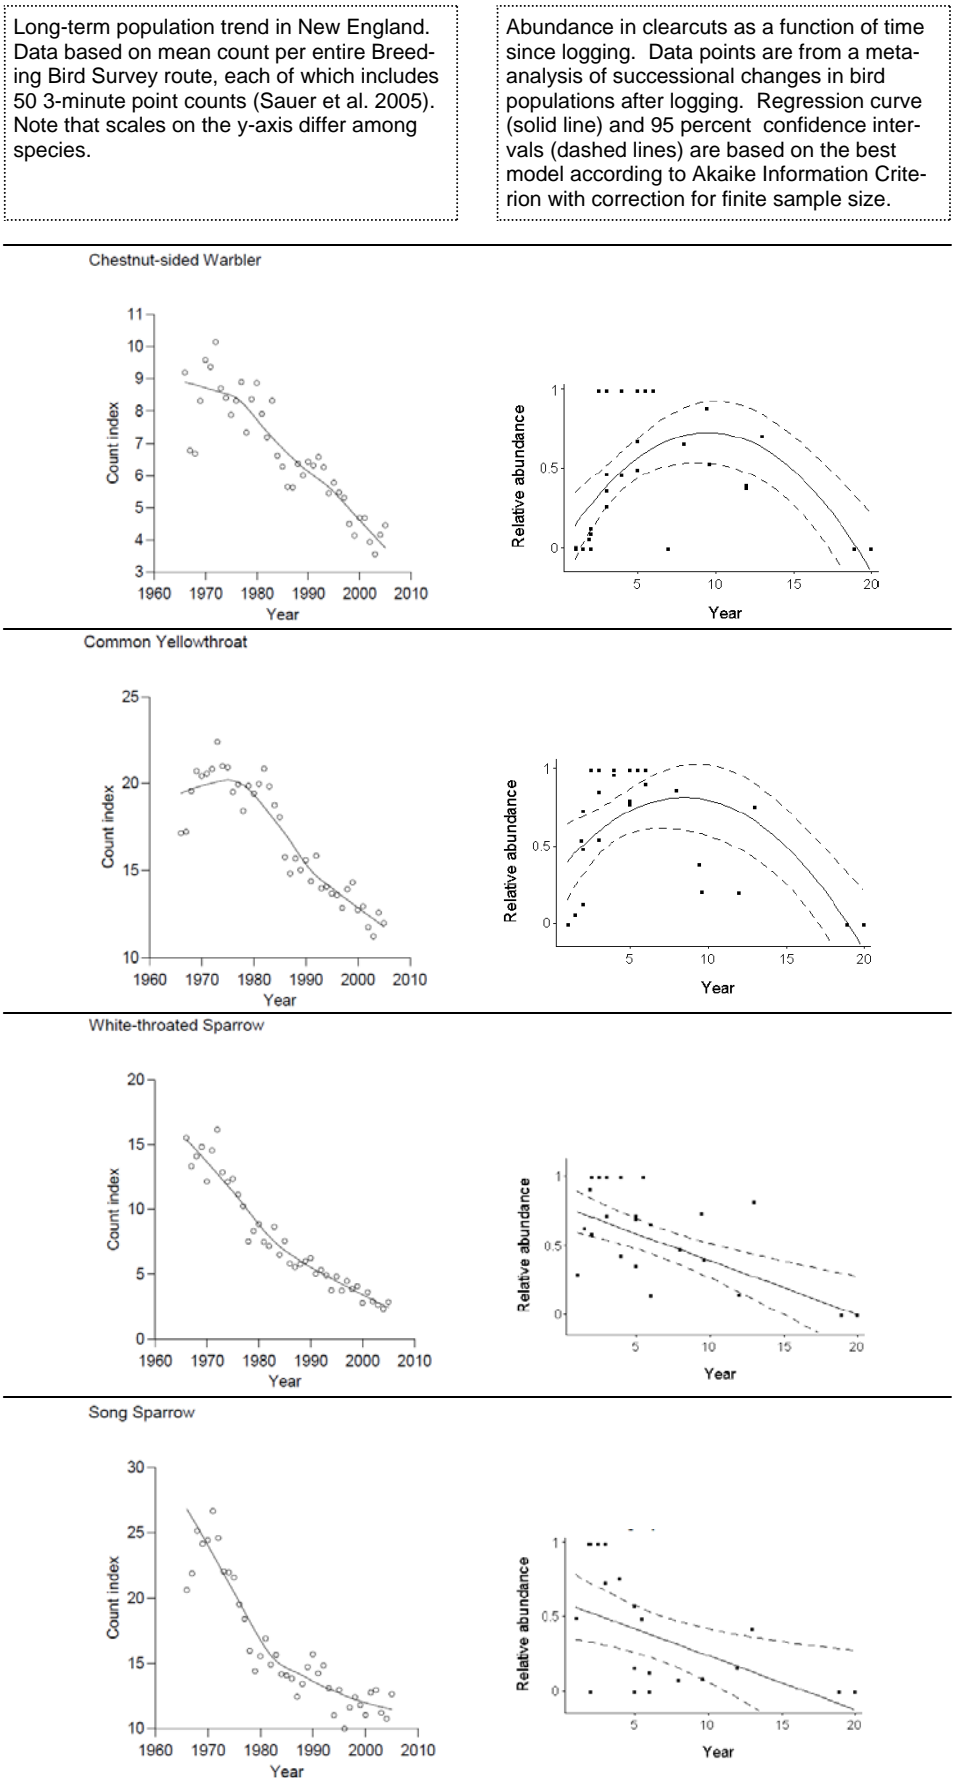 Long-term population trend in New England.
Data based on mean count per entire Breed-
ing Bird Survey route, each of which includes
50 3-minute point counts (Sauer et al. 2005).
Note that scales on the y-axis differ among
species.
Abundance in clearcuts as a function of time
since logging.  Data points are from a meta-
analysis of successional changes in bird
populations after logging.  Regression curve
(solid line) and 95 percent  confidence inter-
vals (dashed lines) are based on the best
model according to Akaike Information Crite-
rion with correction for finite sample size.
Chestnut-sided Warbler
Count index
11
10
9
8
7
6
5
4
3
1960 1970 1980 1990 2000 2010
Year
Relative abundance
1
0.5
0
5 10 15 20
Year
Common Yellowthroat
Count index
25
20
15
10
1960 1970 1980 1990 2000 2010
Year
Relative abundance
1
0.5
0
5 10 15 20
Year
White-throated Sparrow
Count index
20
15
10
5
0
1960 1970 1980 1990 2000 2010
Year
Relative abundance
1
0.5
0
5 10 15 20
Year
Song Sparrow
Count index
30
25
20
15
10
1960 1970 1980 1990 2000 2010
Year
Relative abundance
1
0.5
0
5 10 15 20
Year